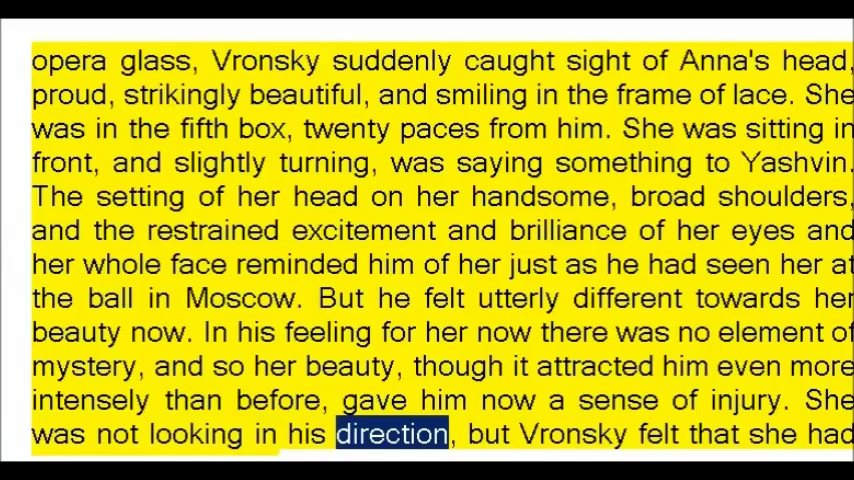 opera glass, Vronsky suddenly caught sight of Anna's head,
proud, strikingly beautiful, and smiling in the frame of lace. She
was in the fifth box, twenty paces from him. She was sitting in
front, and slightly turning, was saying something to Yashvin.
The setting of her head on her handsome, broad shoulders,
and the restrained excitement and brilliance of her eyes and
her whole face reminded him of her just as he had seen her at
the ball in Moscow. But he felt utterly different towards her
beauty now. In his feeling for her now there was no element of
mystery, and so her beauty, though it attracted him even more
intensely than before, gave him now a sense of injury. She
was not looking in his direction, but Vronsky felt that she had